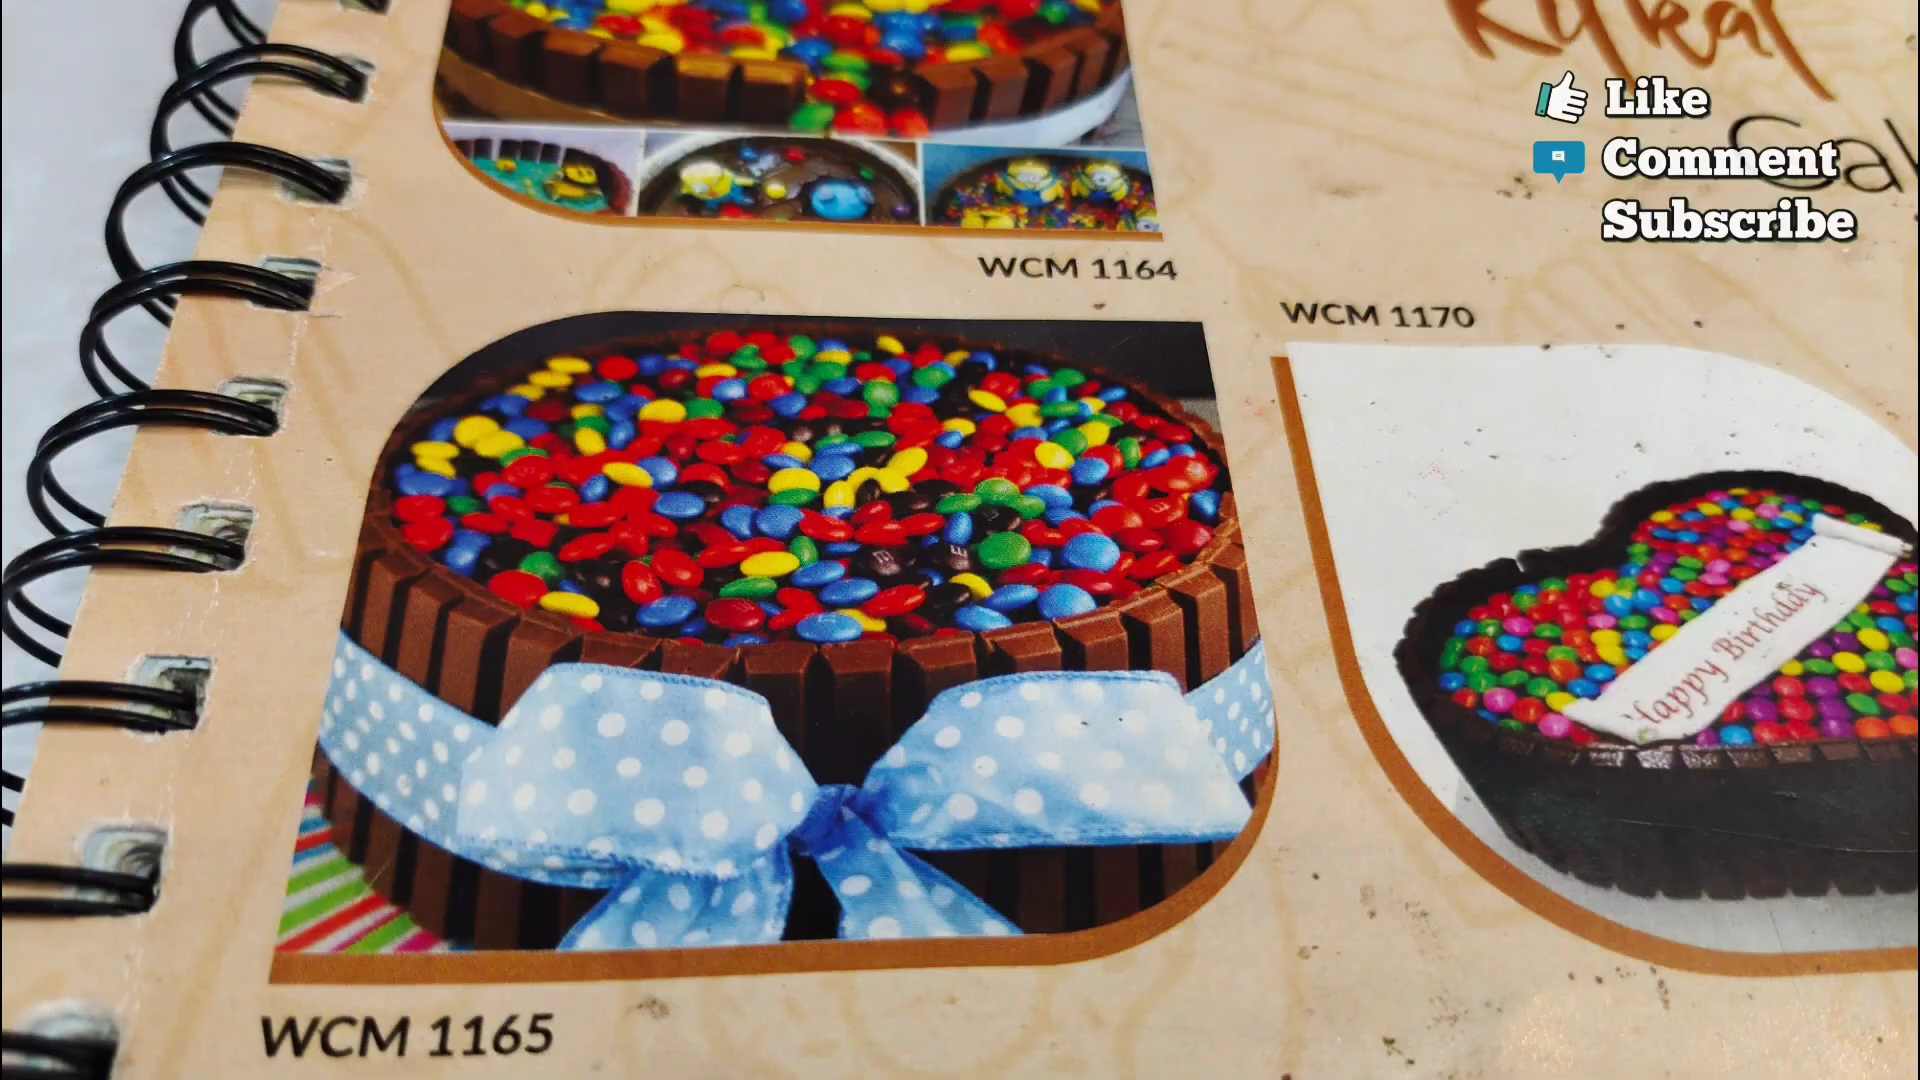 Like
Comment
Subscribe
WCM 1164
WCM 1170
Happy Birthday
WCM 1165